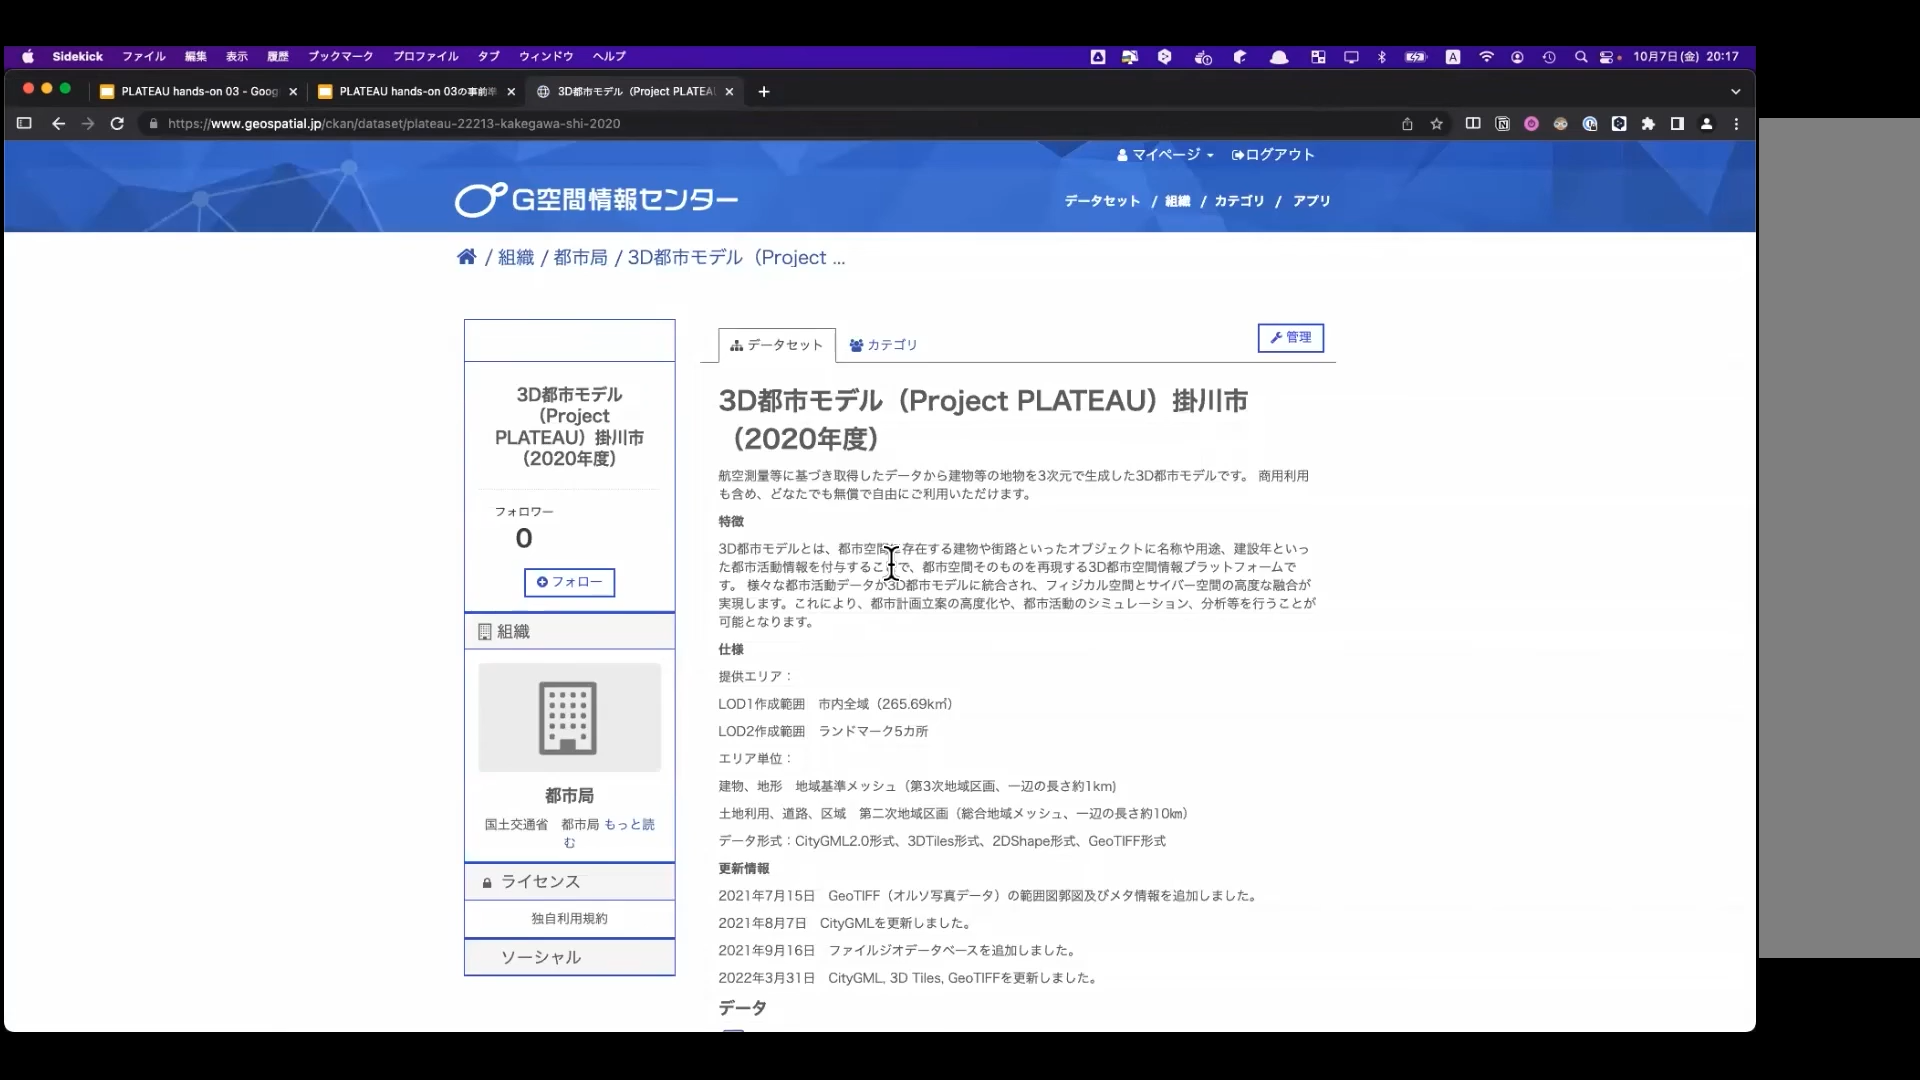 Sidekick ファイル 編集 表示 履歴 ブックマーク プロファイル タブ ウィンドウ ヘルプ A 10月7日(金) 20:17
PLATEAU hands-on 03 - Goog PLATEAU hands-on 03の事前準 3D都市モデル（Project PLATEAU
https://www.geospatial.jp/ckan/dataset/plateau-22213-kakegawa-shi-2020
マイページ ログアウト
G空間情報センター
データセット / 組織 / カテゴリ / アプリ
/ 組織 / 都市局 / 3D都市モデル（Project ...
3D都市モデル
（Project
PLATEAU）掛川市
（2020年度）
フォロワー
0
フォロー
組織
都市局
国土交通省　都市局 もっと読
む
ライセンス
独自利用規約
ソーシャル
データセット カテゴリ 管理
3D都市モデル（Project PLATEAU）掛川市
（2020年度）
航空測量等に基づき取得したデータから建物等の地物を3次元で生成した3D都市モデルです。 商用利用
も含め、どなたでも無償で自由にご利用いただけます。
特徴
3D都市モデルとは、都市空間に存在する建物や街路といったオブジェクトに名称や用途、建設年といっ
た都市活動情報を付与することで、都市空間そのものを再現する3D都市空間情報プラットフォームで
す。 様々な都市活動データが3D都市モデルに統合され、フィジカル空間とサイバー空間の高度な融合が
実現します。これにより、都市計画立案の高度化や、都市活動のシミュレーション、分析等を行うことが
可能となります。
仕様
提供エリア：
LOD1作成範囲　市内全域（265.69k㎡）
LOD2作成範囲　ランドマーク5カ所
エリア単位：
建物、地形　地域基準メッシュ（第3次地域区画、一辺の長さ約1km)
土地利用、道路、区域　第二次地域区画（総合地域メッシュ、一辺の長さ約10㎞）
データ形式：CityGML2.0形式、3DTiles形式、2DShape形式、GeoTIFF形式
更新情報
2021年7月15日　GeoTIFF（オルソ写真データ）の範囲図郭図及びメタ情報を追加しました。
2021年8月7日　CityGMLを更新しました。
2021年9月16日　ファイルジオデータベースを追加しました。
2022年3月31日　CityGML, 3D Tiles, GeoTIFFを更新しました。
データ